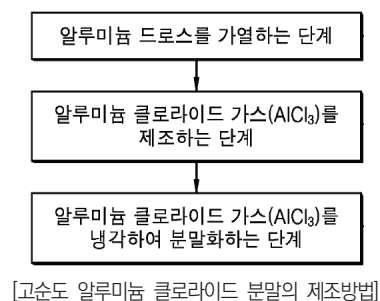 알루미늄 드로스를 가열하는 단계
알루미늄 클로라이드 가스(AlCl₃)를
제조하는 단계
알루미늄 클로라이드 가스(AlCl₃)를
냉각하여 분말화하는 단계
[고순도 알루미늄 클로라이드 분말의 제조방법]